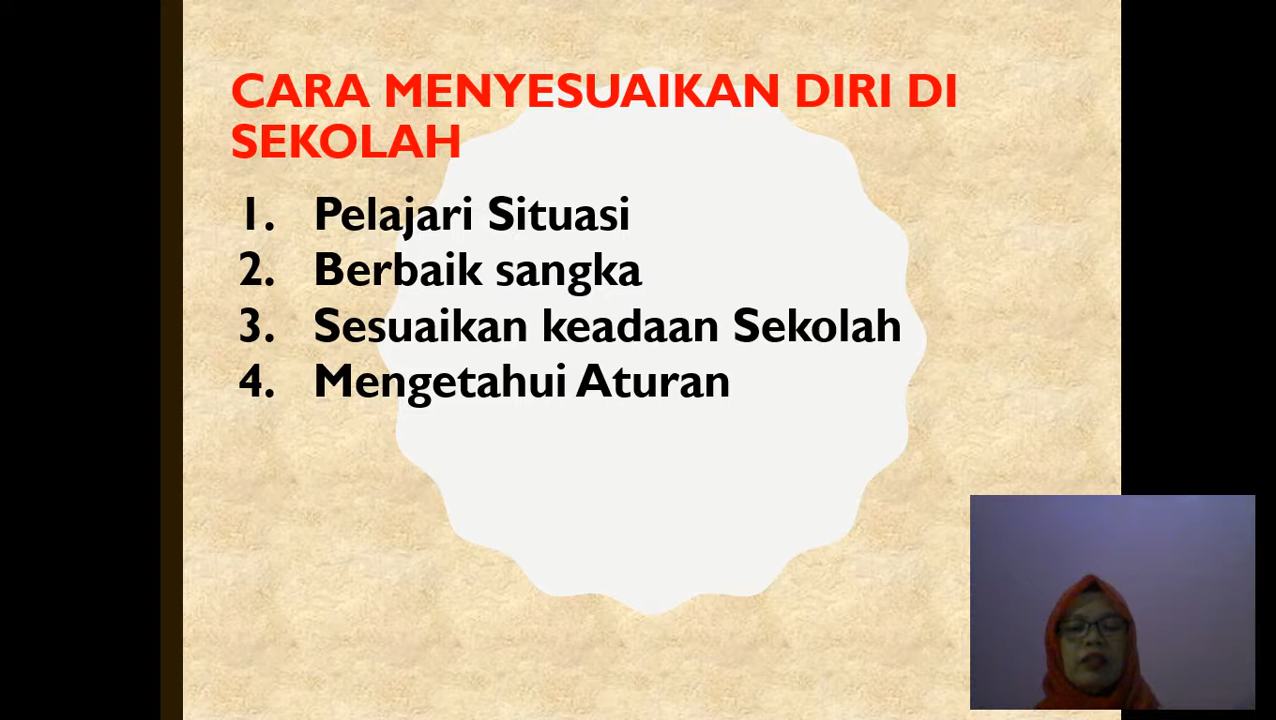 CARA MENYESUAIKAN DIRI DI
SEKOLAH
1. Pelajari Situasi
2. Berbaik sangka
3. Sesuaikan keadaan Sekolah
4. Mengetahui Aturan